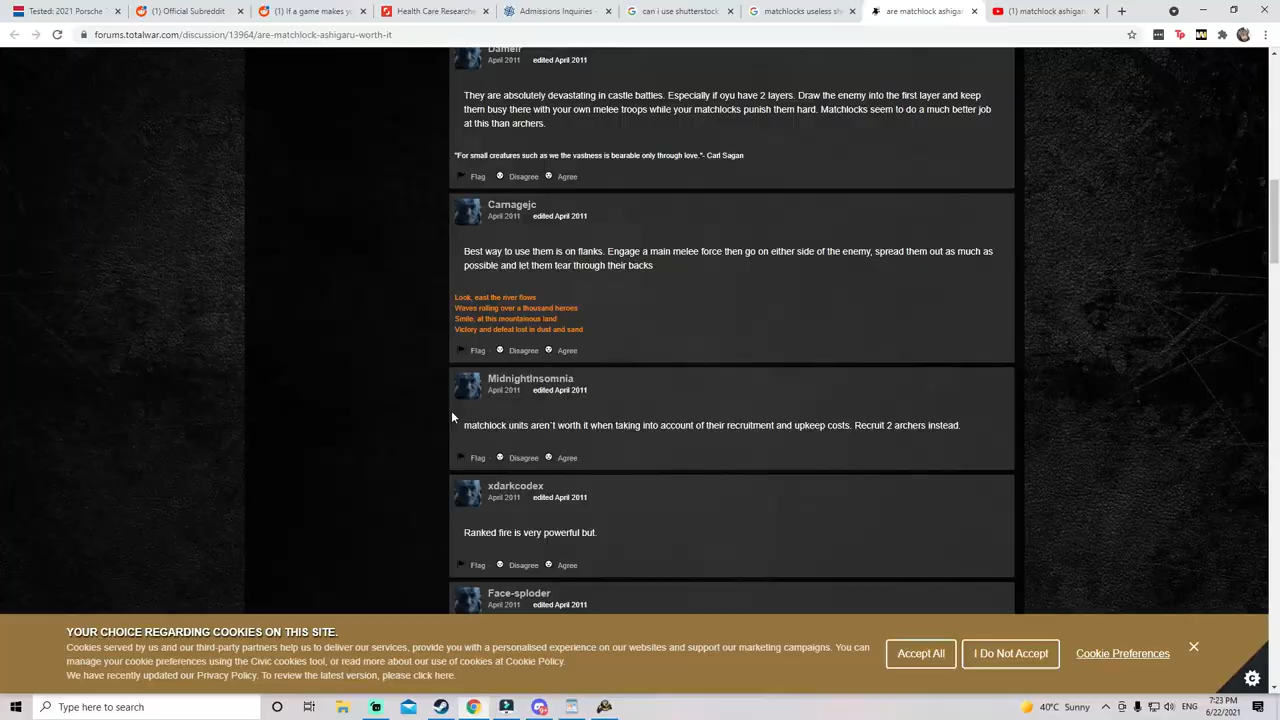 Tested: 2021 Porsche T
(1) Official Subreddit
(1) If a game makes y
Health Care Researche
Admissions Inquiries -
can i use shutterstock
matchlocks useless sh
are matchlock ashigar
(1) matchlock ashigar
forums.totalwar.com/discussion/13964/are-matchlock-ashigaru-worth-it
Dameir
April 2011 edited April 2011
They are absolutely devastating in castle battles. Especially if oyu have 2 layers. Draw the enemy into the first layer and keep
them busy there with your own melee troops while your matchlocks punish them hard. Matchlocks seem to do a much better job
at this than archers.
"For small creatures such as we the vastness is bearable only through love."- Carl Sagan
Flag Disagree Agree
Carnagejc
April 2011 edited April 2011
Best way to use them is on flanks. Engage a main melee force then go on either side of the enemy, spread them out as much as
possible and let them tear through their backs
Look, east the river flows
Waves rolling over a thousand heroes
Smile, at this mountainous land
Victory and defeat lost in dust and sand
Flag Disagree Agree
MidnightInsomnia
April 2011 edited April 2011
matchlock units aren`t worth it when taking into account of their recruitment and upkeep costs. Recruit 2 archers instead.
Flag Disagree Agree
xdarkcodex
April 2011 edited April 2011
Ranked fire is very powerful but.
Flag Disagree Agree
Face-sploder
April 2011 edited April 2011
YOUR CHOICE REGARDING COOKIES ON THIS SITE.
Cookies served by us and our third-party partners help us to deliver our services, provide you with a personalised experience on our websites and support our marketing campaigns. You can
manage your cookie preferences using the Civic cookies tool, or read more about our use of cookies at Cookie Policy.
We have recently updated our Privacy Policy. To review the latest version, please click here.
Accept All
I Do Not Accept
Cookie Preferences
Type here to search
40°C Sunny
7:23 PM
6/22/2021